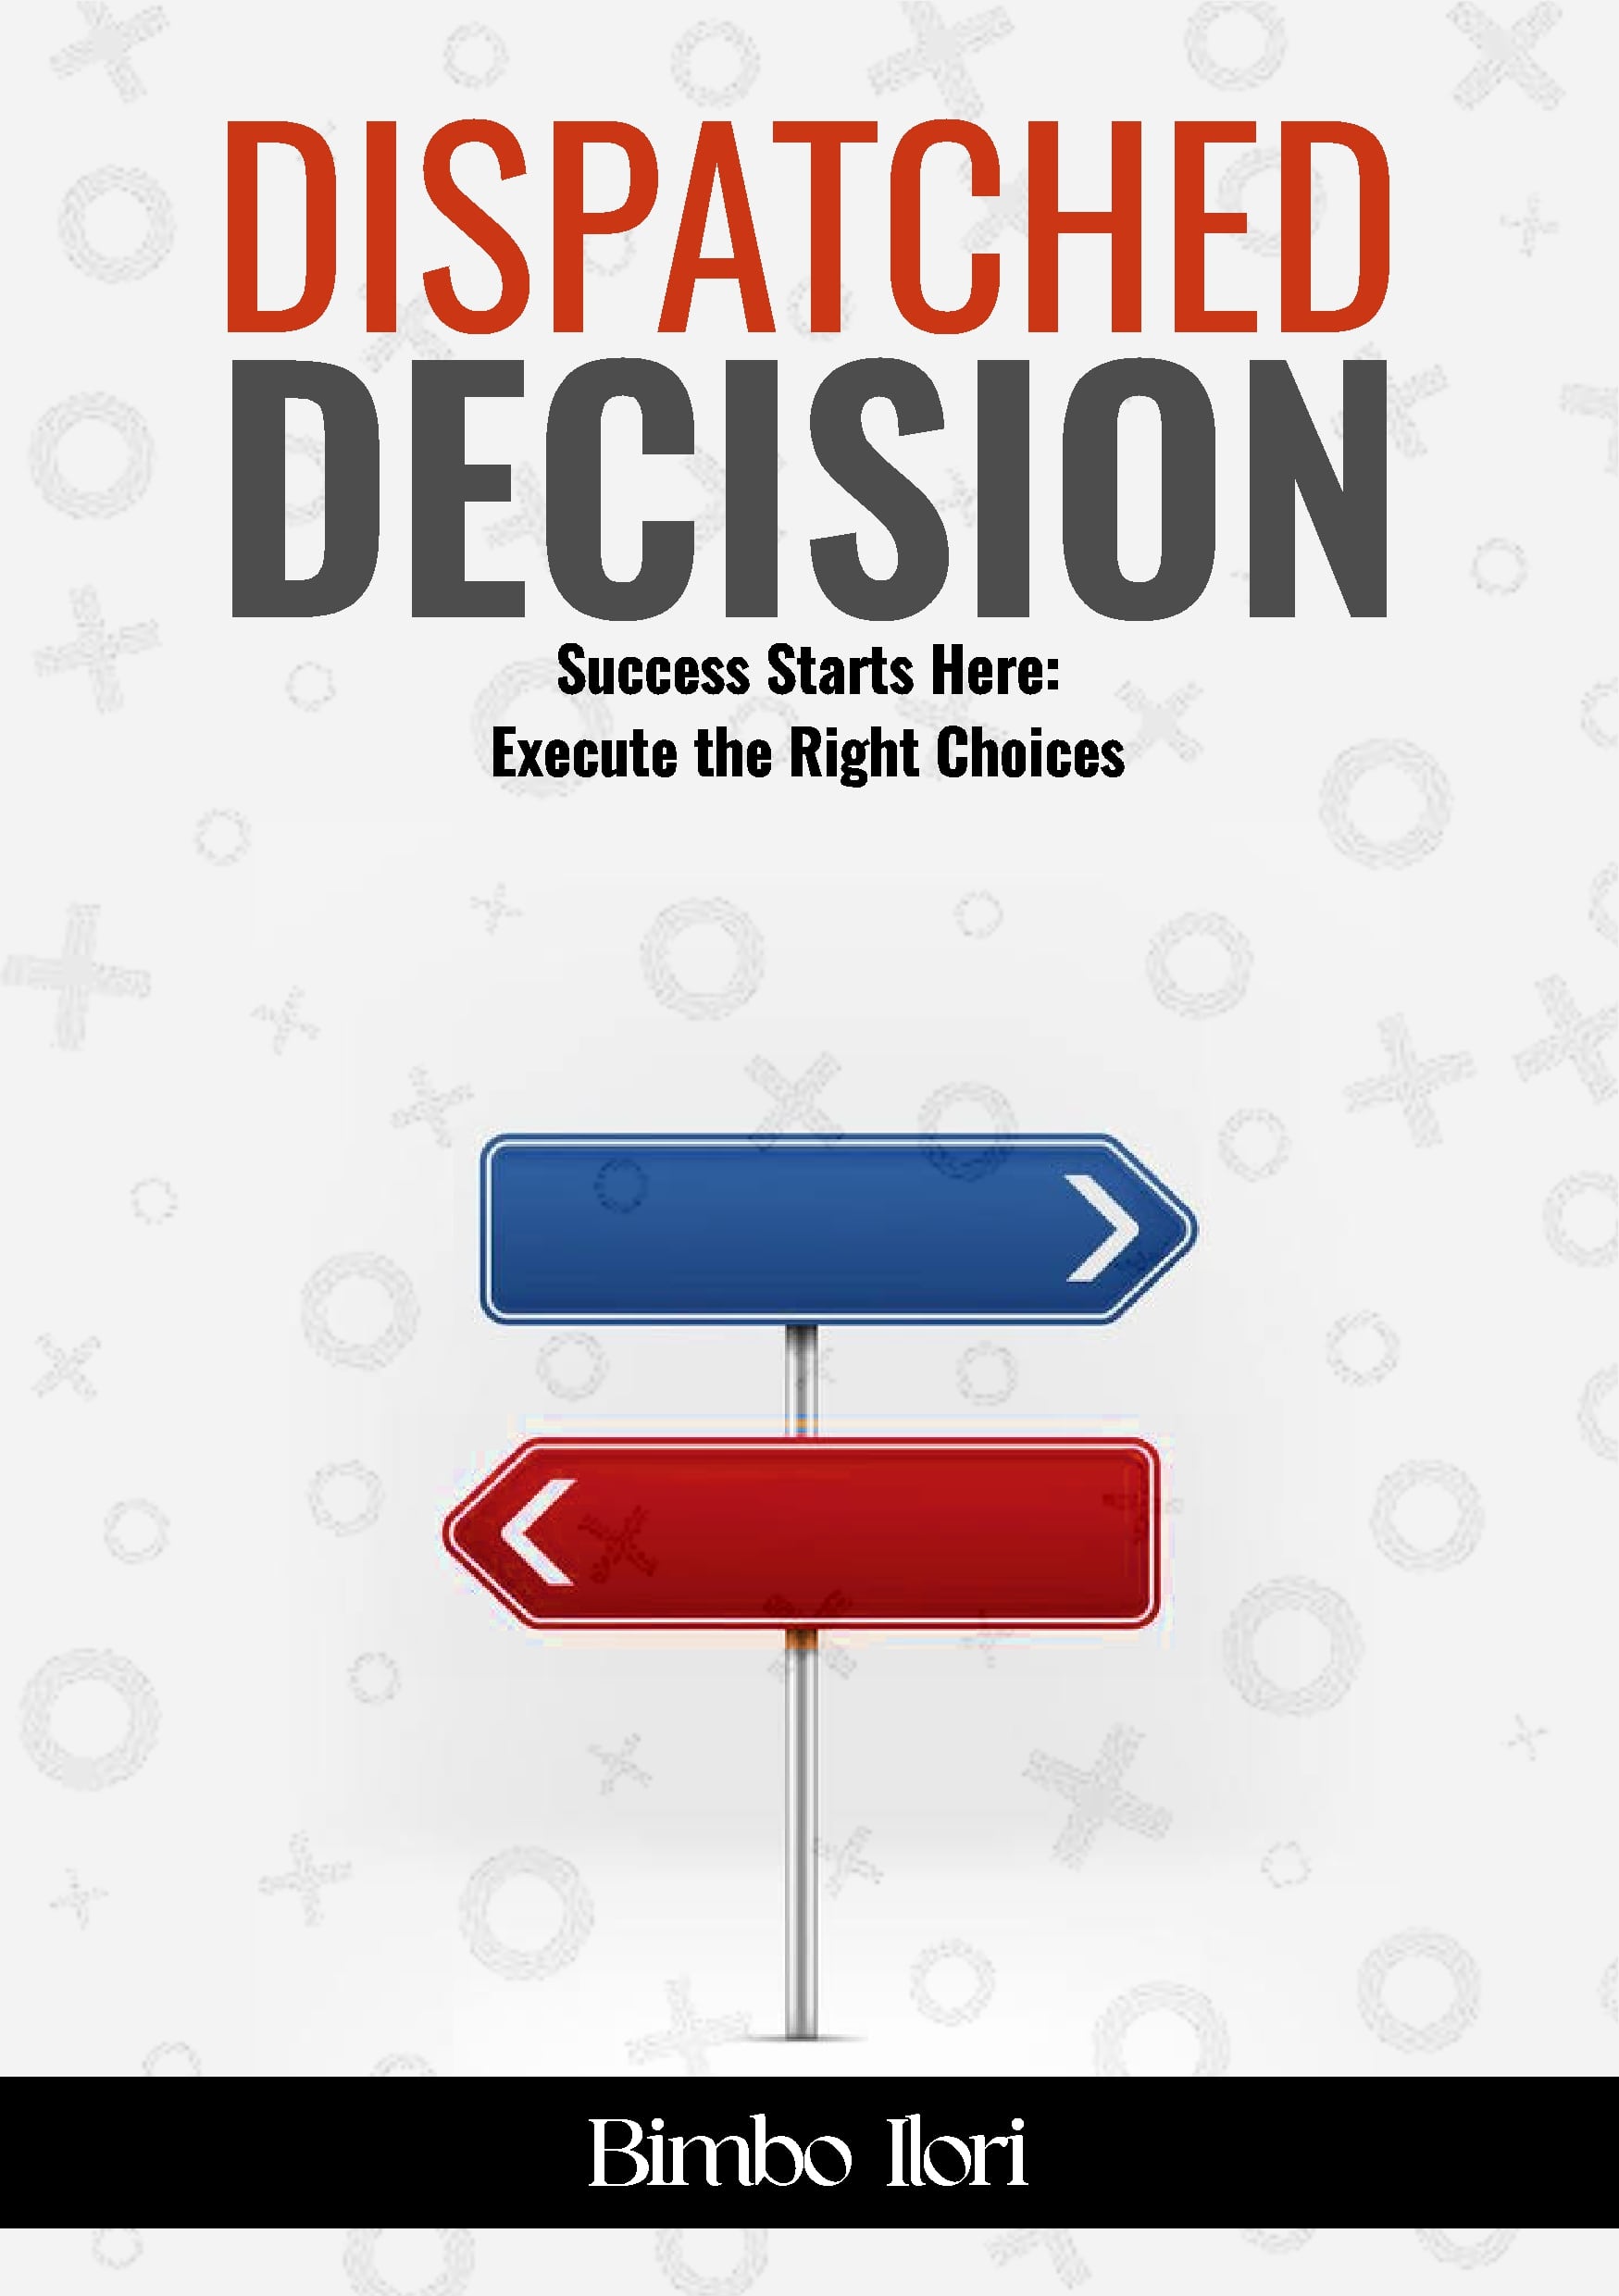 DISPATCHED
DECISION
Success Starts Here:
Execute the Right Choices
Bimbo Ilori